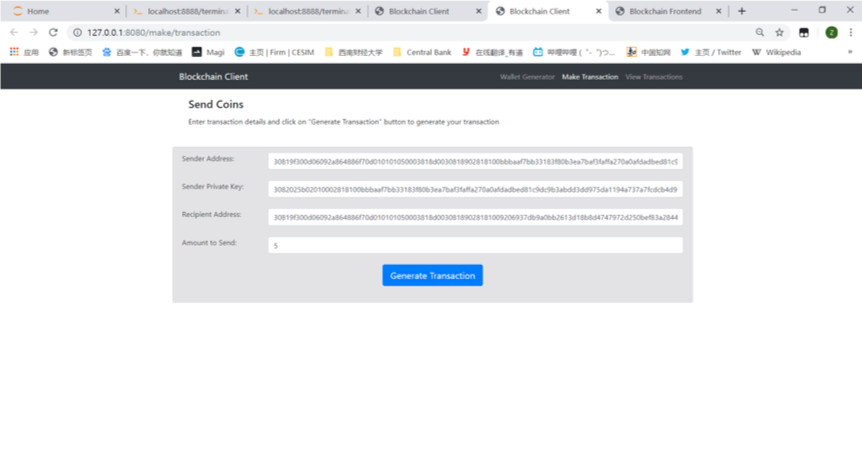 Home
localhost:8888/termin
localhost:8888/termin
Blockchain Client
Blockchain Client
Blockchain Frontend
127.0.0.1:8080/make/transaction
应用 新标签页 百度一下，你就知道 Magi 主页 | Firm | CESIM 西南财经大学 Central Bank 在线翻译_有道 哔哩哔哩 ( ゜- ゜)つ... 中国知网 主页 / Twitter Wikipedia
Blockchain Client Wallet Generator Make Transaction View Transactions
Send Coins
Enter transaction details and click on "Generate Transaction" button to generate your transaction
Sender Address:
30819f300d06092a864886f70d010101050003818d0030818902818100bbbaaf7bb33183f80b3ea7baf3faffa270a0afdadbed81c9
Sender Private Key:
3082025b02010002818100bbbaaf7bb33183f80b3ea7baf3faffa270a0afdadbed81c9dc9b3abdd3dd975da1194a737a7fcdcb4d9
Recipient Address:
30819f300d06092a864886f70d010101050003818d00308189028181009206937db9a0bb2613d18b8d4747972d250bef83a2844
Amount to Send:
5
Generate Transaction